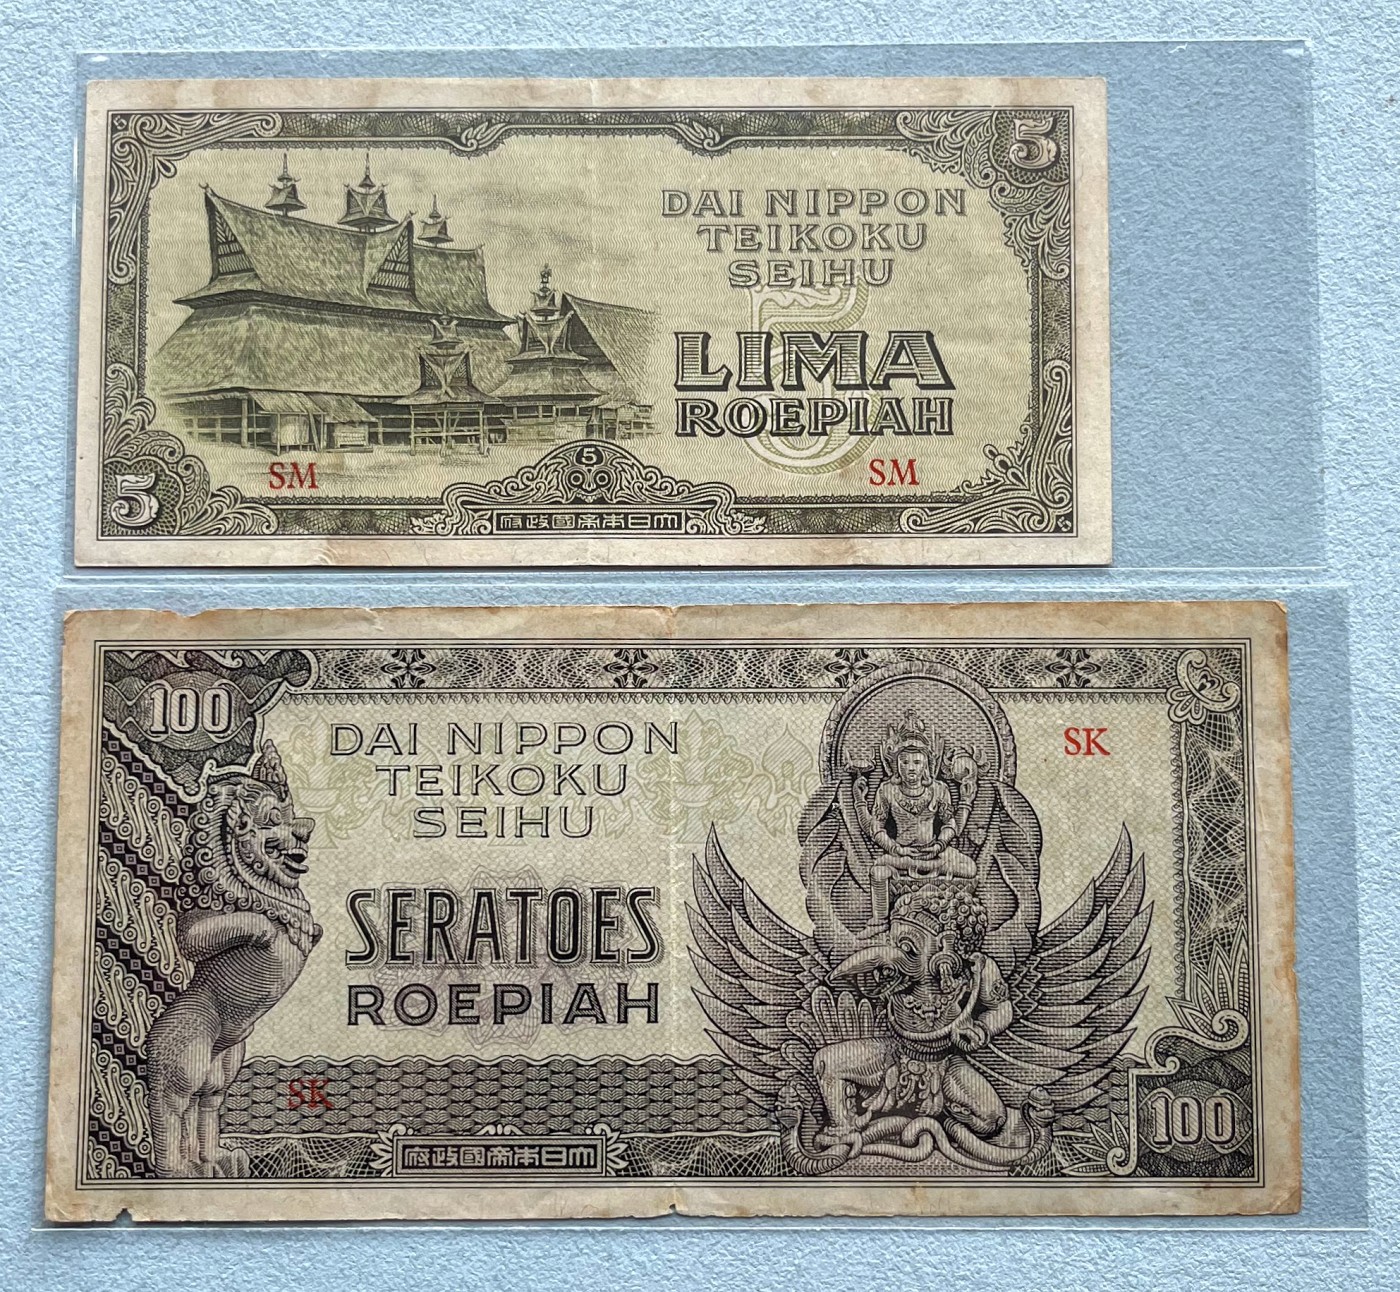 5
DAI NIPPON
TEIKOKU
SEIHU
5
LIMA
ROEPIAH
SM SM
5
5
府政國帝本日大
100
DAI NIPPON
TEIKOKU
SEIHU
SK
SERATOES
ROEPIAH
SK
100
府政國帝本日大